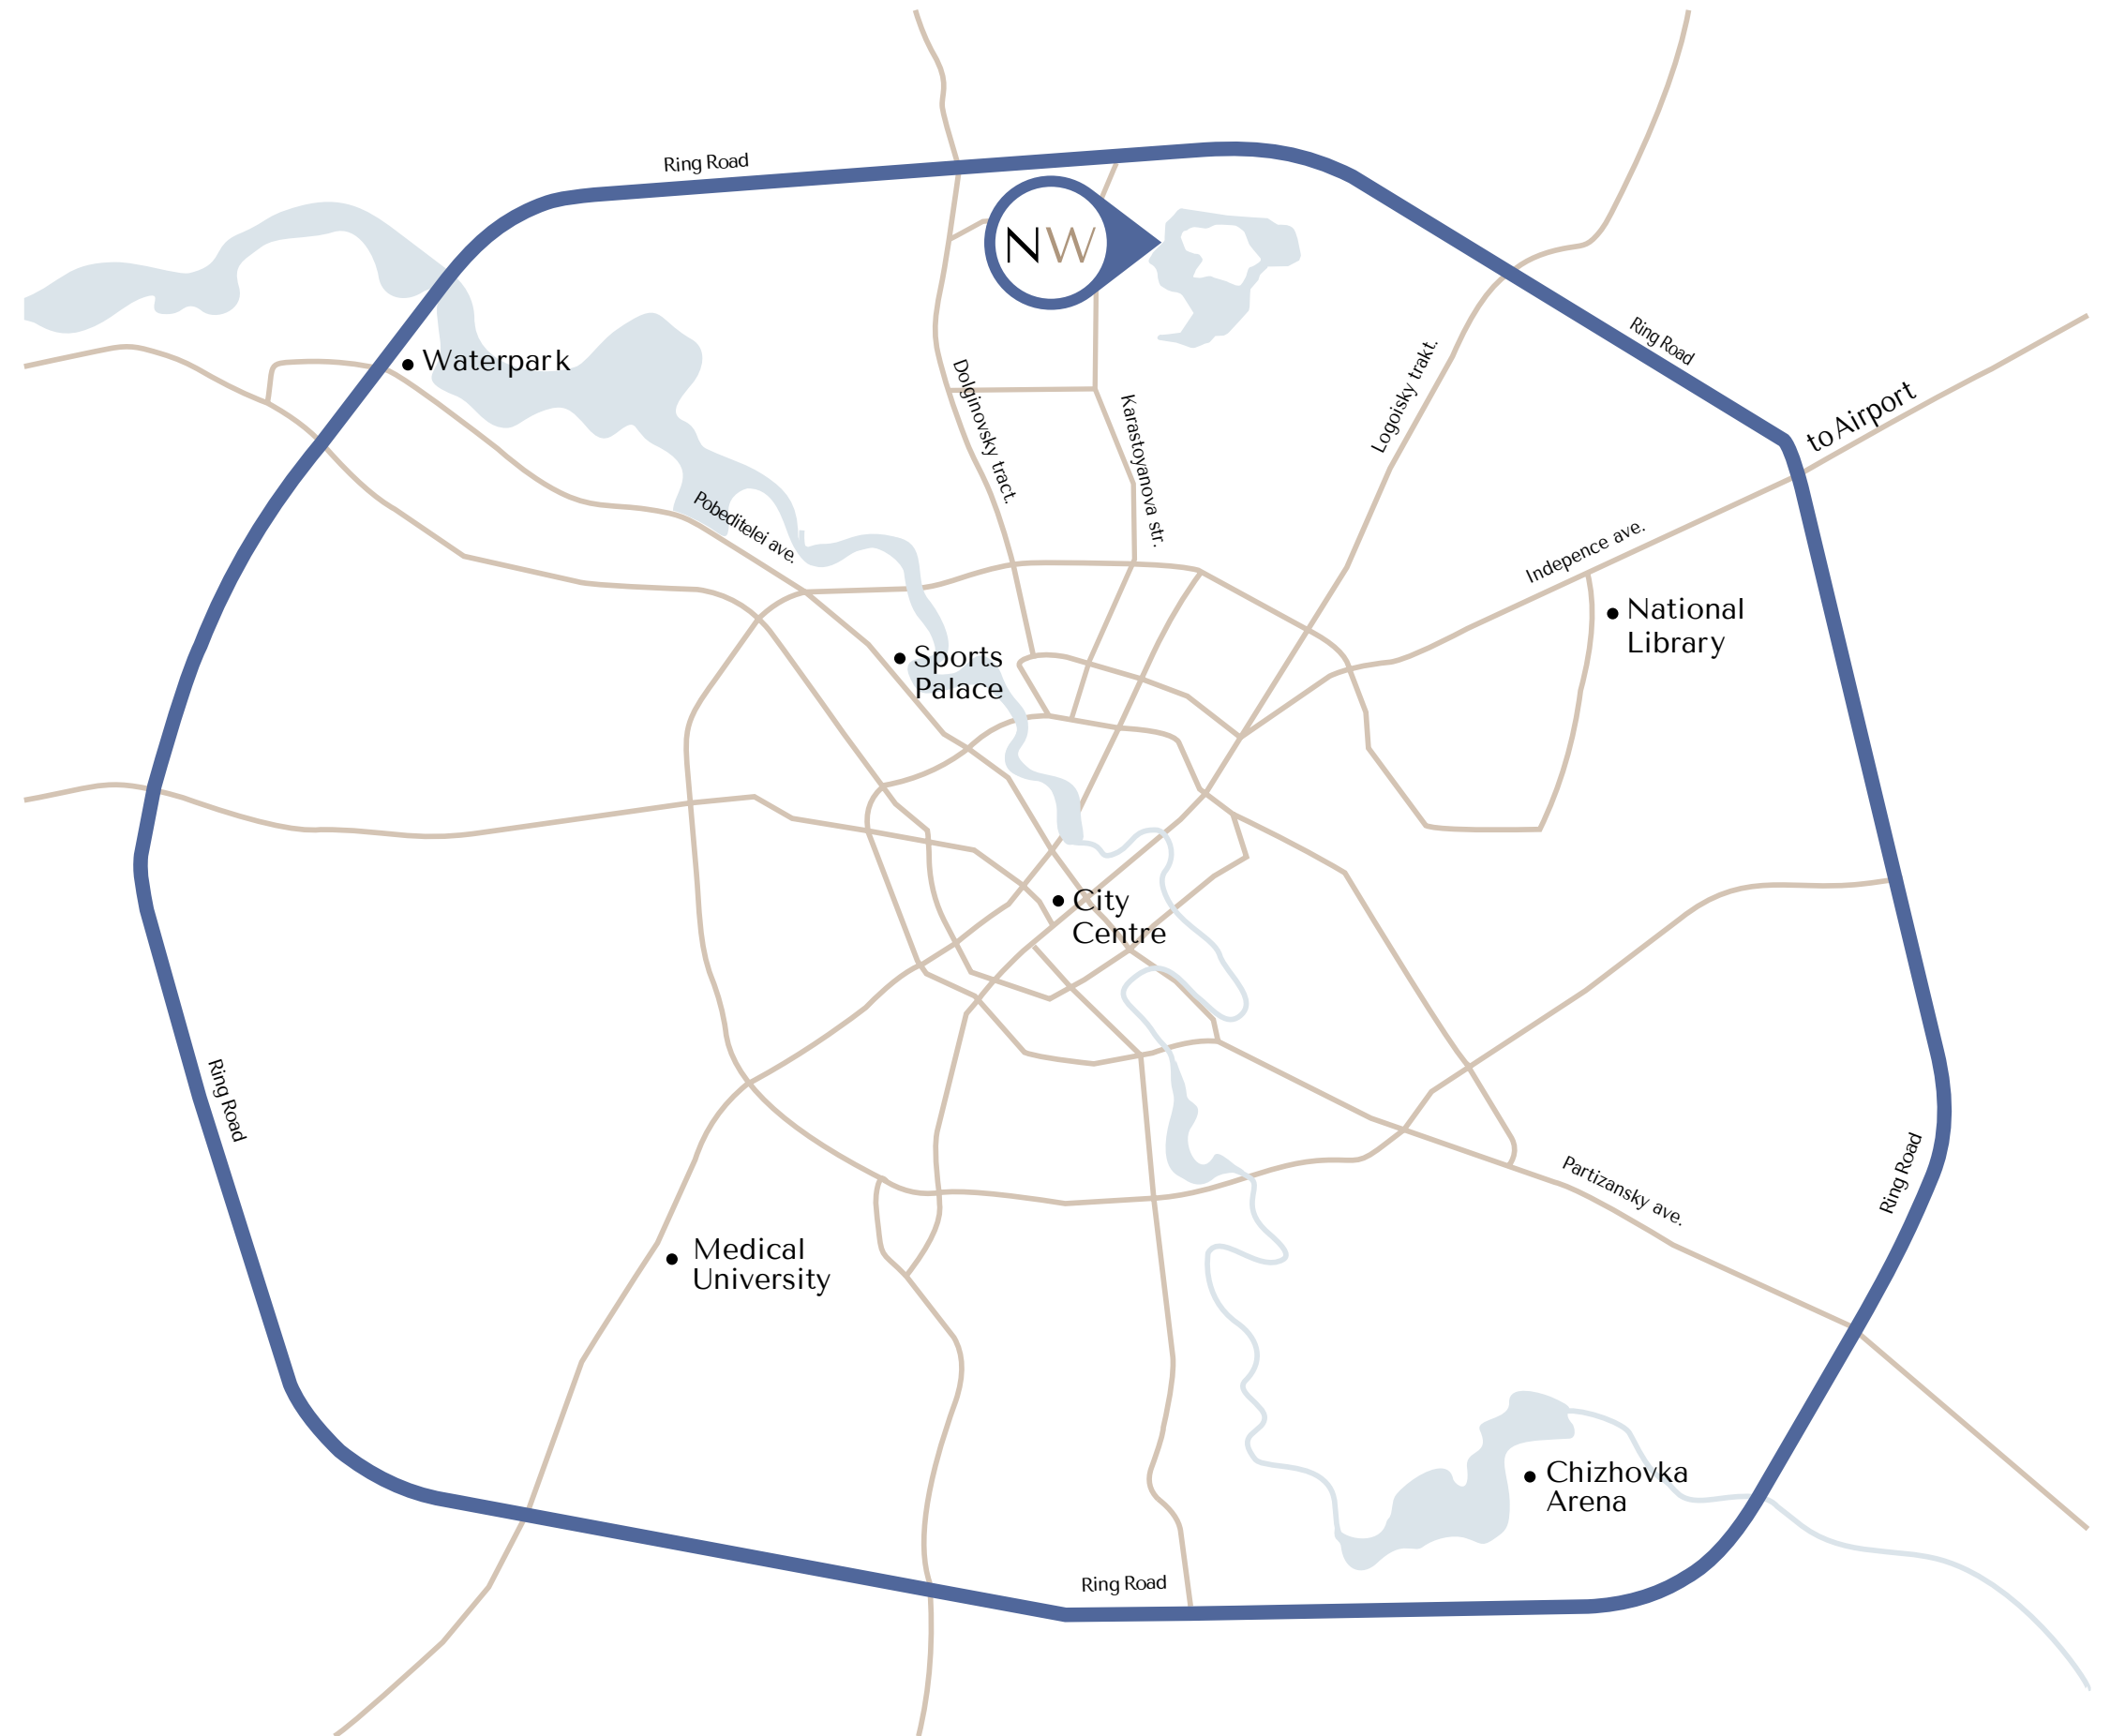 Ring Road
NW
Ring Road
Waterpark
Dolginovsky tract.
Karastoyanova str.
Logoisky trakt.
to Airport
Pobeditelei ave.
Indepence ave.
National
Library
Sports
Palace
City
Centre
Ring Road
Ring Road
Partizansky ave.
Medical
University
Chizhovka
Arena
Ring Road